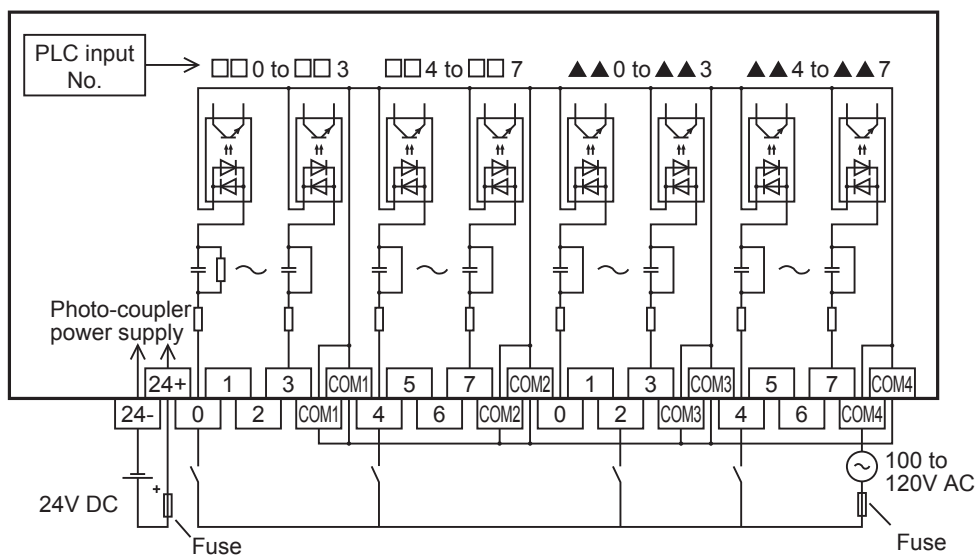 PLC input
No.
□□ 0 to □□ 3
□□ 4 to □□ 7
▲▲ 0 to ▲▲ 3
▲▲ 4 to ▲▲ 7
Photo-coupler
power supply
24+ 1 3 COM1 5 7 COM2 1 3 COM3 5 7 COM4
24- 0 2 COM1 4 6 COM2 0 2 COM3 4 6 COM4
100 to
120V AC
+
24V DC
Fuse
Fuse